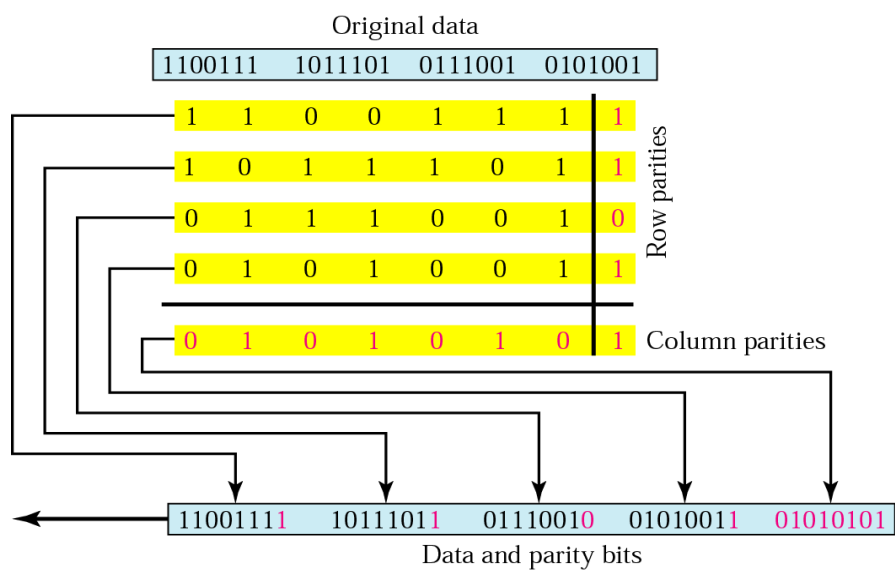 Original data
1100111 1011101 0111001 0101001
1 1 0 0 1 1 1 1
1 0 1 1 1 0 1 1
0 1 1 1 0 0 1 0
0 1 0 1 0 0 1 1
Row parities
0 1 0 1 0 1 0 1 Column parities
11001111 10111011 01110010 01010011 01010101
Data and parity bits